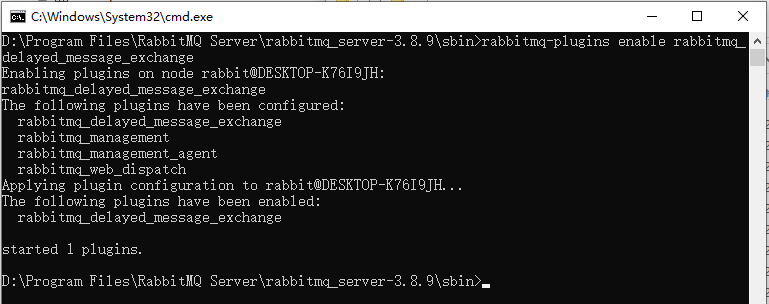 C:\Windows\System32\cmd.exe
D:\Program Files\RabbitMQ Server\rabbitmq_server-3.8.9\sbin>rabbitmq-plugins enable rabbitmq_
delayed_message_exchange
Enabling plugins on node rabbit@DESKTOP-K76I9JH:
rabbitmq_delayed_message_exchange
The following plugins have been configured:
  rabbitmq_delayed_message_exchange
  rabbitmq_management
  rabbitmq_management_agent
  rabbitmq_web_dispatch
Applying plugin configuration to rabbit@DESKTOP-K76I9JH...
The following plugins have been enabled:
  rabbitmq_delayed_message_exchange
started 1 plugins.
D:\Program Files\RabbitMQ Server\rabbitmq_server-3.8.9\sbin>